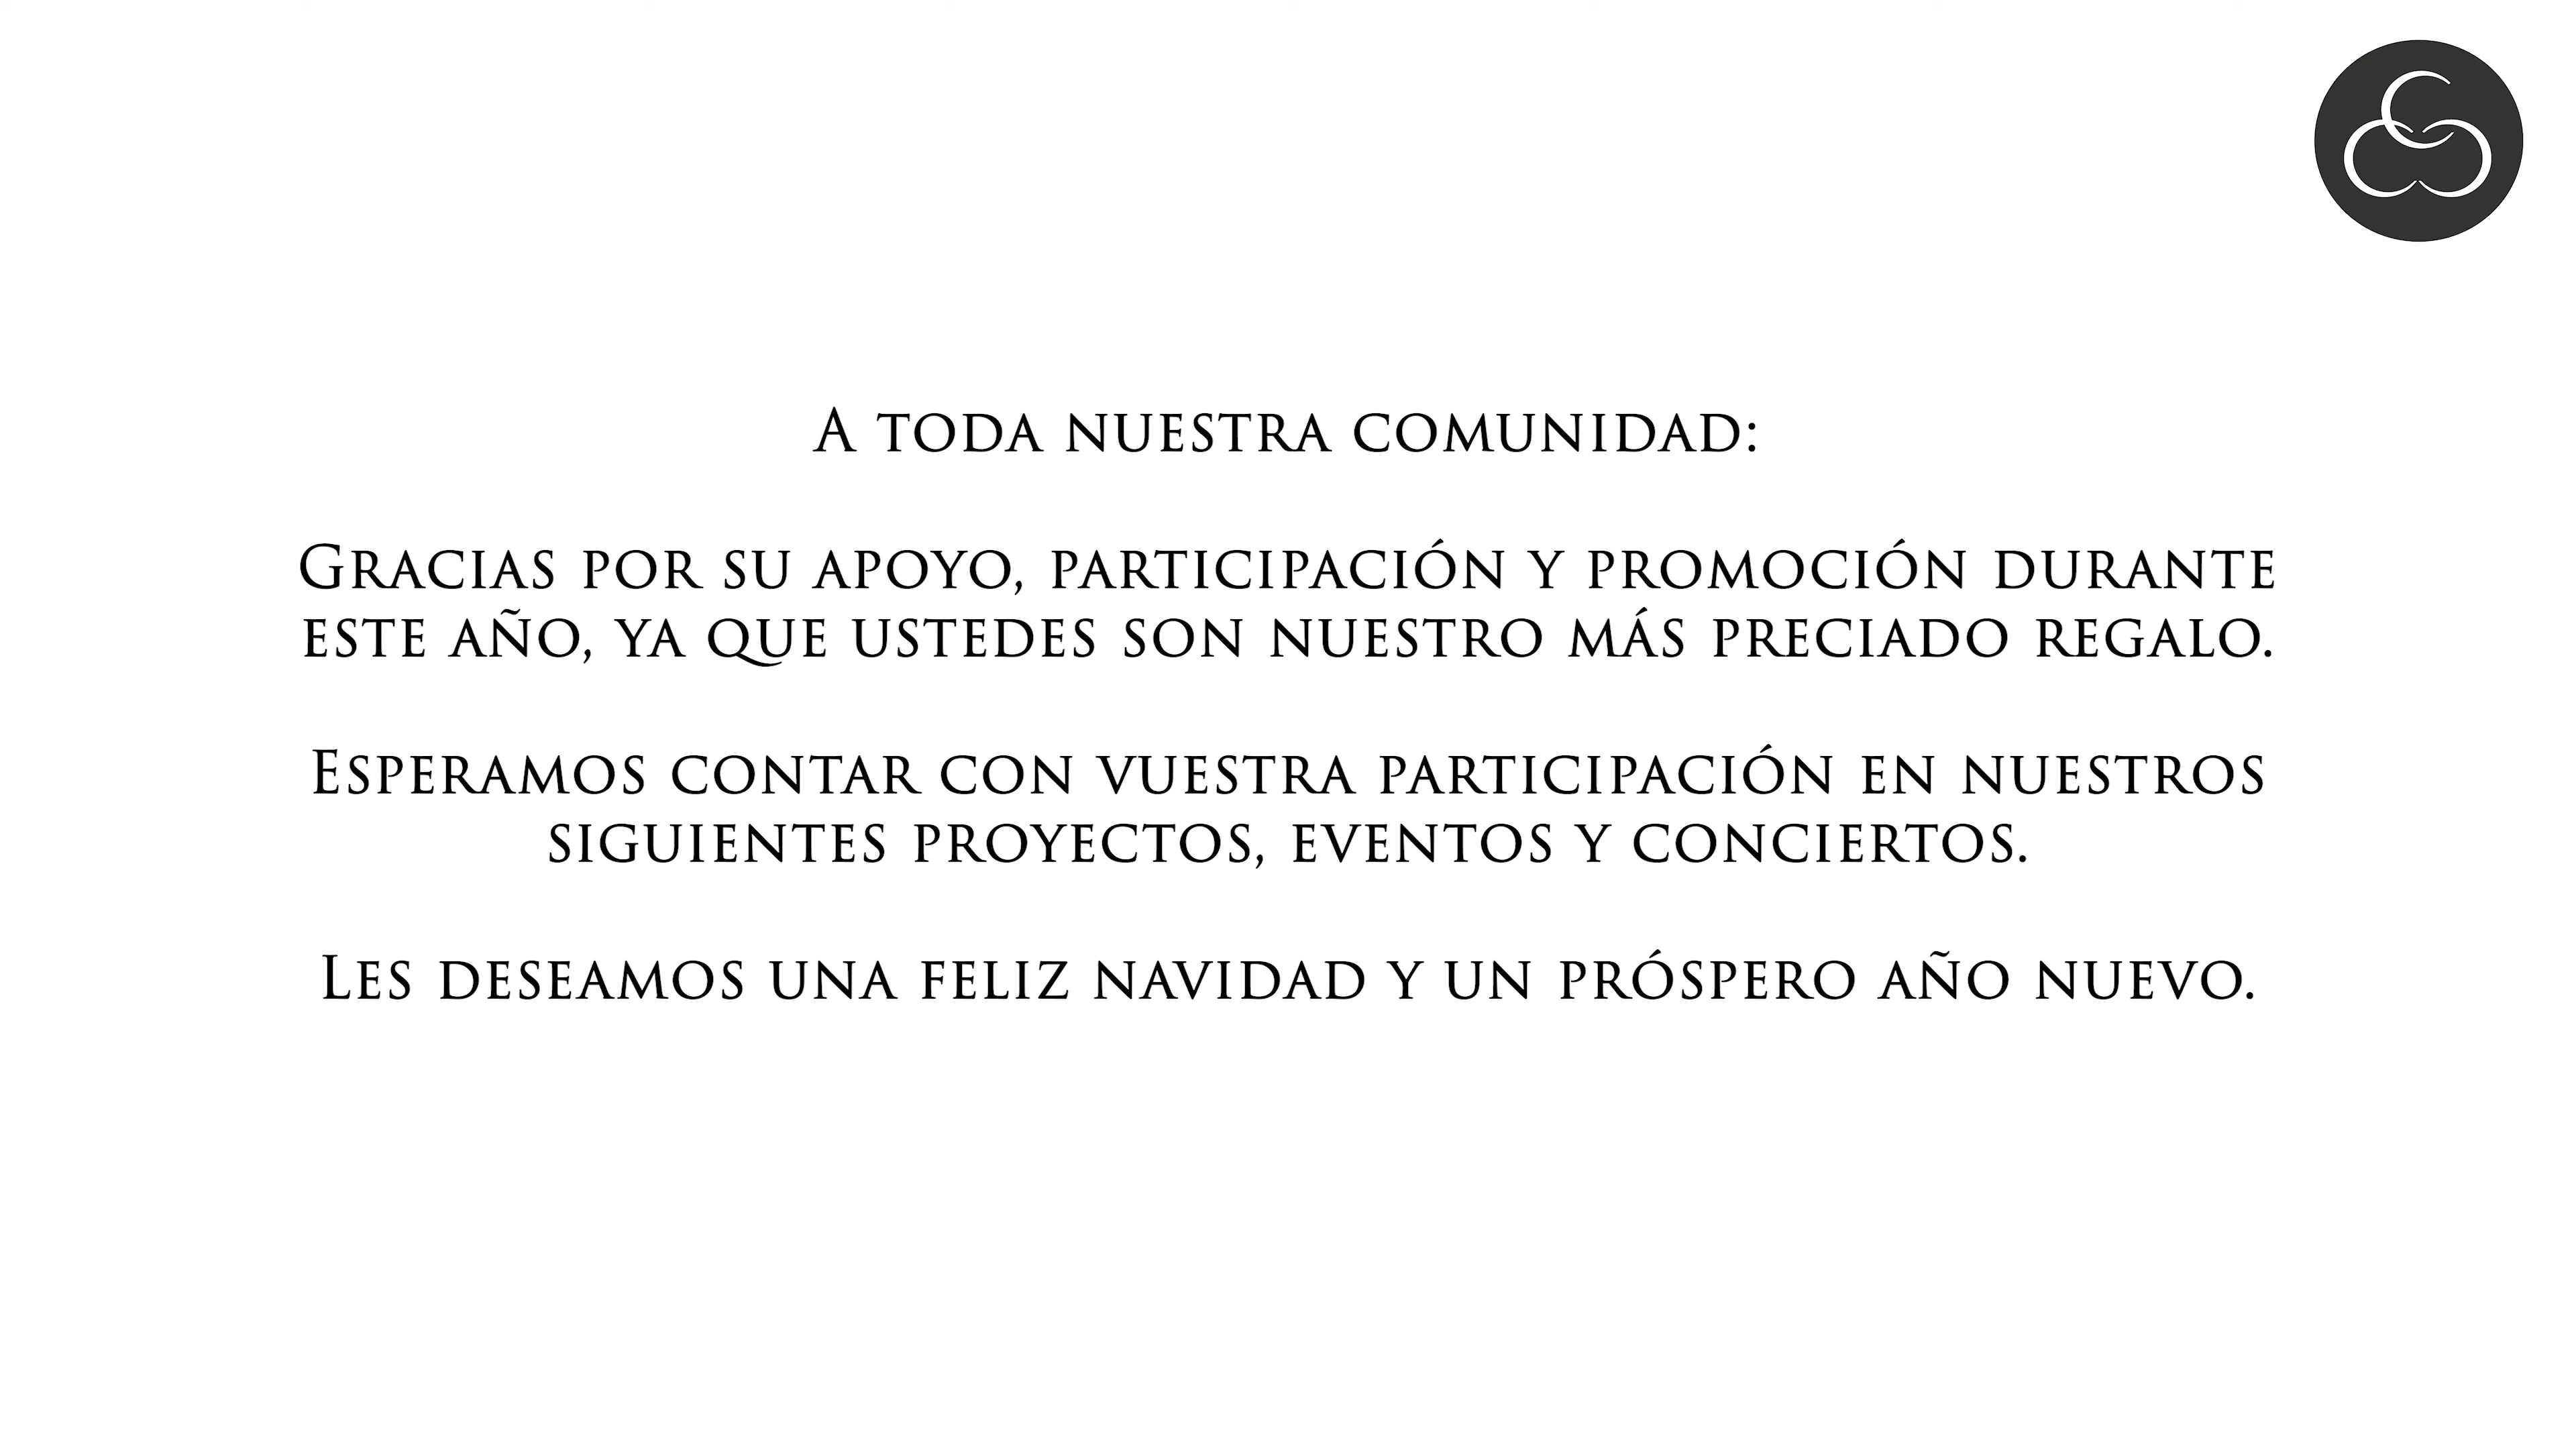 A toda nuestra comunidad:
Gracias por su apoyo, participación y promoción durante
este año, ya que ustedes son nuestro más preciado regalo.
Esperamos contar con vuestra participación en nuestros
siguientes proyectos, eventos y conciertos.
Les deseamos una feliz navidad y un próspero año nuevo.